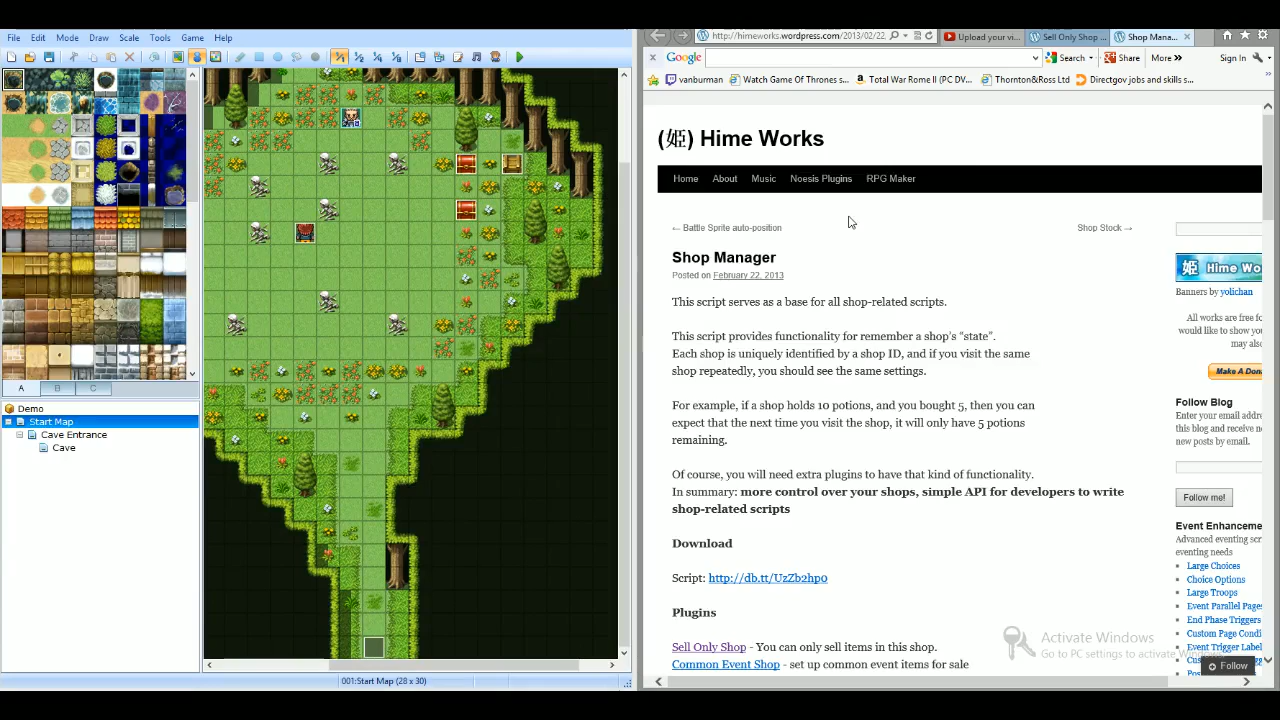 File Edit Mode Draw Scale Tools Game Help
A B C
Demo
Start Map
Cave Entrance
Cave
001:Start Map (28 x 30)
http://himeworks.wordpress.com/2013/02/22,
Upload your vi...
Sell Only Shop ...
Shop Mana...
Google
Search
Share
More »
Sign In
vanburman
Watch Game Of Thrones s...
Total War Rome II (PC DV...
Thornton&Ross Ltd
Directgov jobs and skills s...
(姫) Hime Works
Home About Music Noesis Plugins RPG Maker
← Battle Sprite auto-position
Shop Stock →
Shop Manager
Posted on February 22, 2013
This script serves as a base for all shop-related scripts.
This script provides functionality for remember a shop's “state”.
Each shop is uniquely identified by a shop ID, and if you visit the same
shop repeatedly, you should see the same settings.
For example, if a shop holds 10 potions, and you bought 5, then you can
expect that the next time you visit the shop, it will only have 5 potions
remaining.
Of course, you will need extra plugins to have that kind of functionality.
In summary: more control over your shops, simple API for developers to write
shop-related scripts
Download
Script: http://db.tt/UzZb2hp0
Plugins
Sell Only Shop - You can only sell items in this shop.
Common Event Shop - set up common event items for sale
姫 Hime Wo
Banners by yolichan
All works are free fo
would like to show you
may als
Make A Don
Follow Blog
Enter your email addre
this blog and receive n
new posts by email.
Follow me!
Event Enhanceme
Advanced eventing scr
eventing needs
Large Choices
Choice Options
Large Troops
Event Parallel Pages
End Phase Triggers
Custom Page Condi
Event Trigger Label
Activate Windows
Go to PC settings to activate Windows
Follow